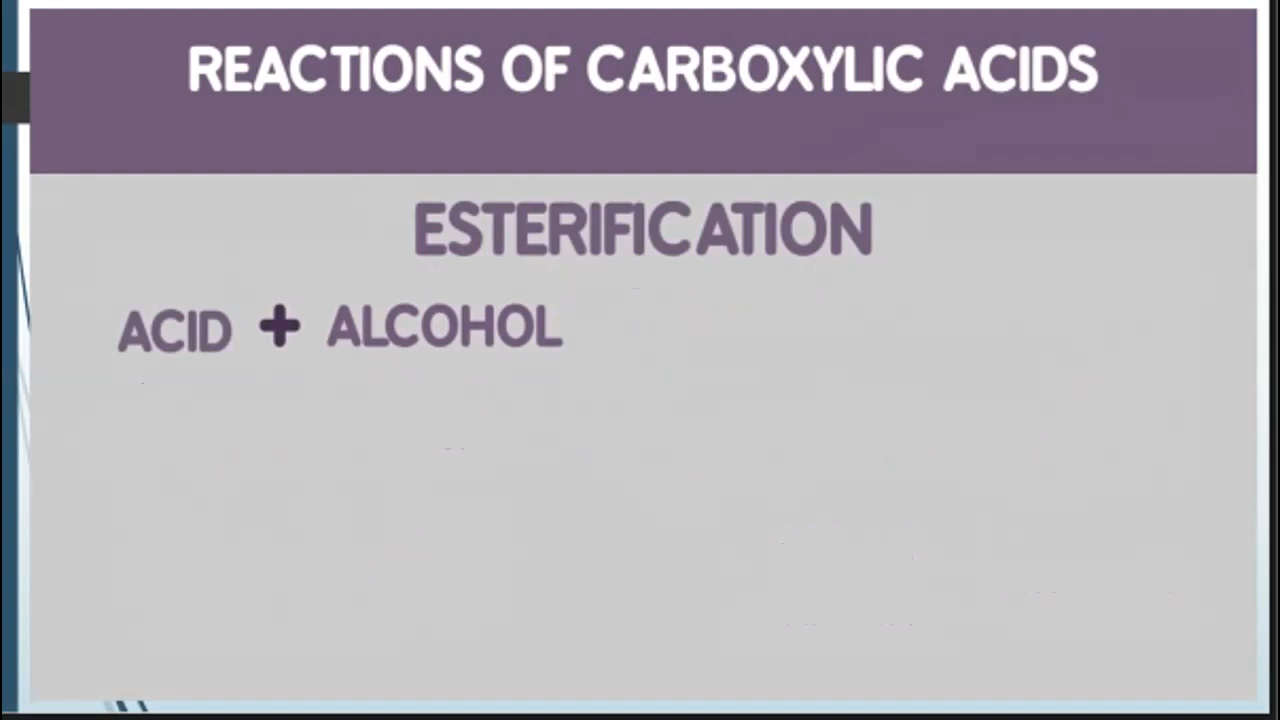 REACTIONS OF CARBOXYLIC ACIDS
ESTERIFICATION
ACID + ALCOHOL